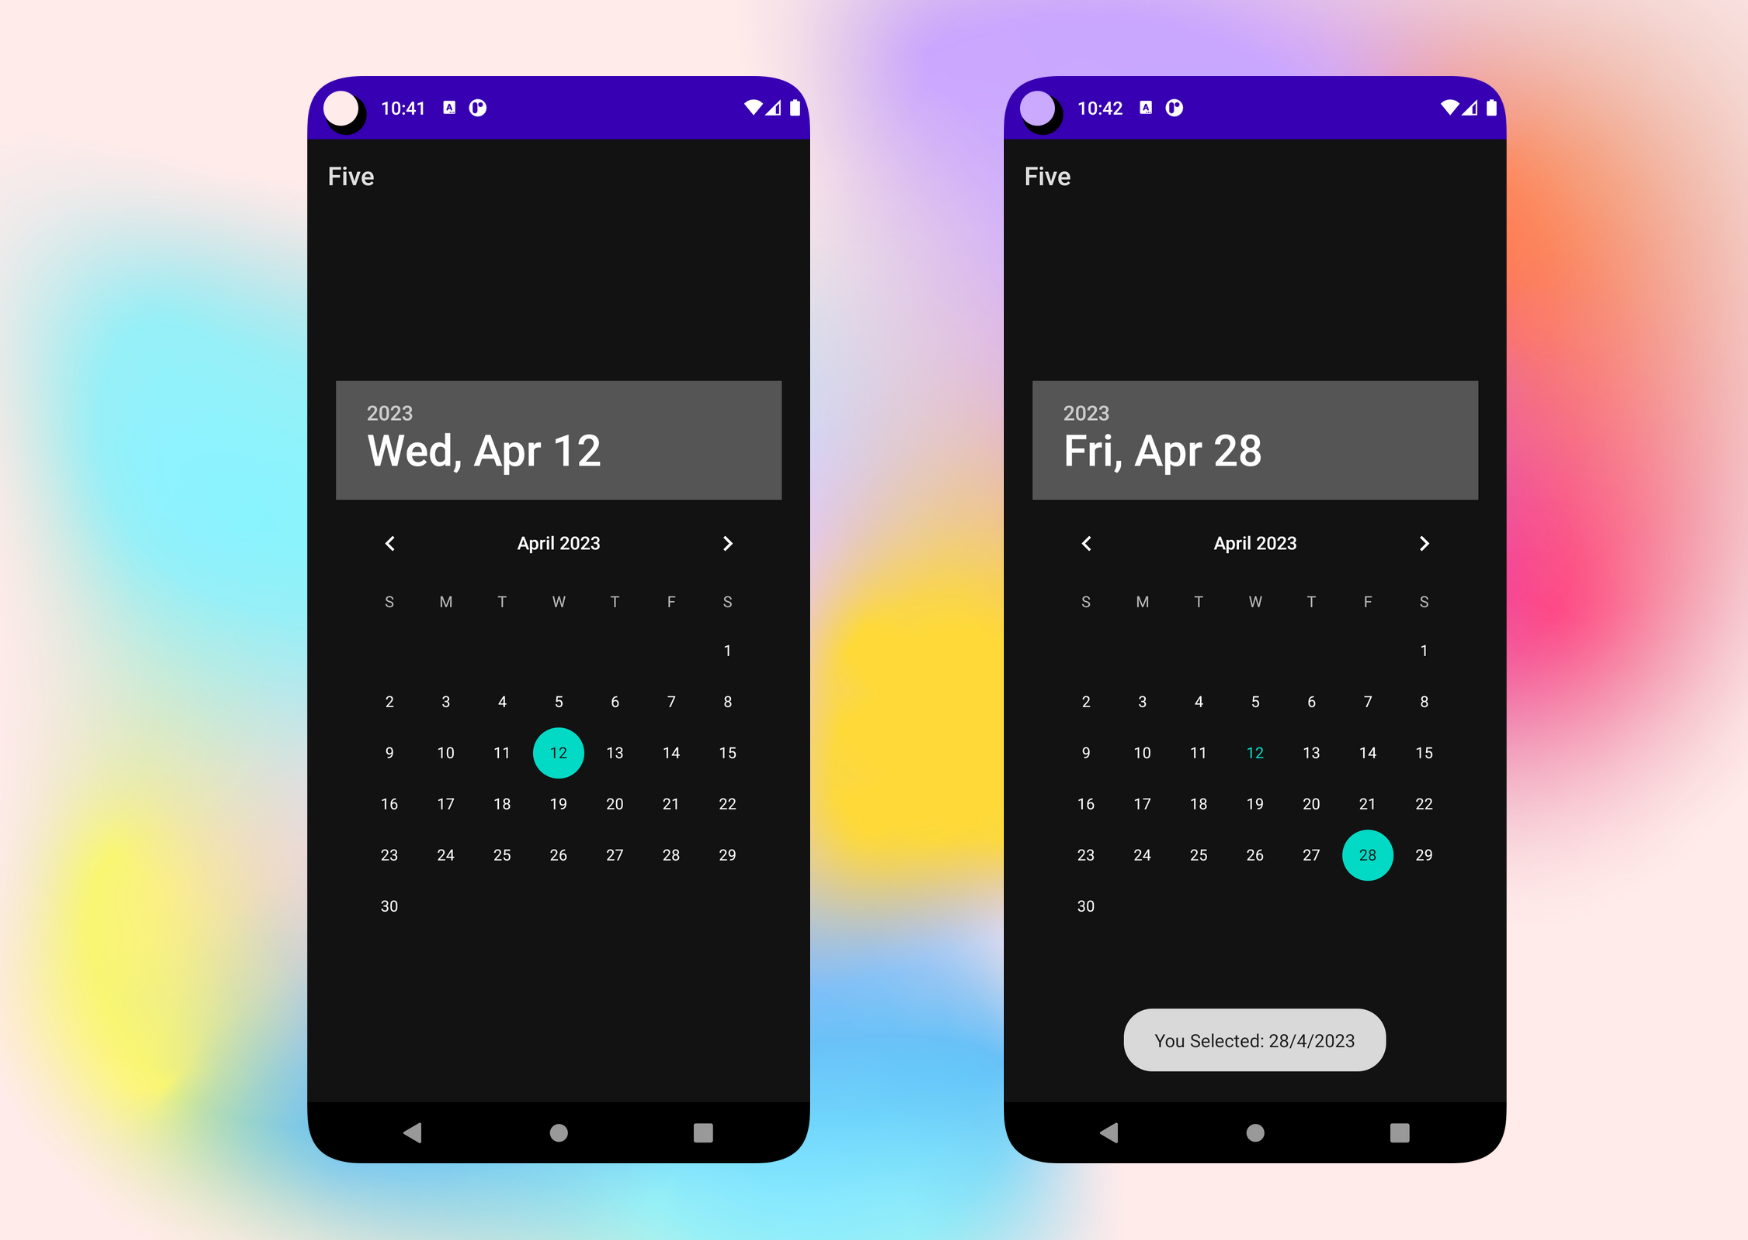 10:41
Five
2023
Wed, Apr 12
April 2023
S M T W T F S
1
2 3 4 5 6 7 8
9 10 11 12 13 14 15
16 17 18 19 20 21 22
23 24 25 26 27 28 29
30
10:42
Five
2023
Fri, Apr 28
April 2023
S M T W T F S
1
2 3 4 5 6 7 8
9 10 11 12 13 14 15
16 17 18 19 20 21 22
23 24 25 26 27 28 29
30
You Selected: 28/4/2023